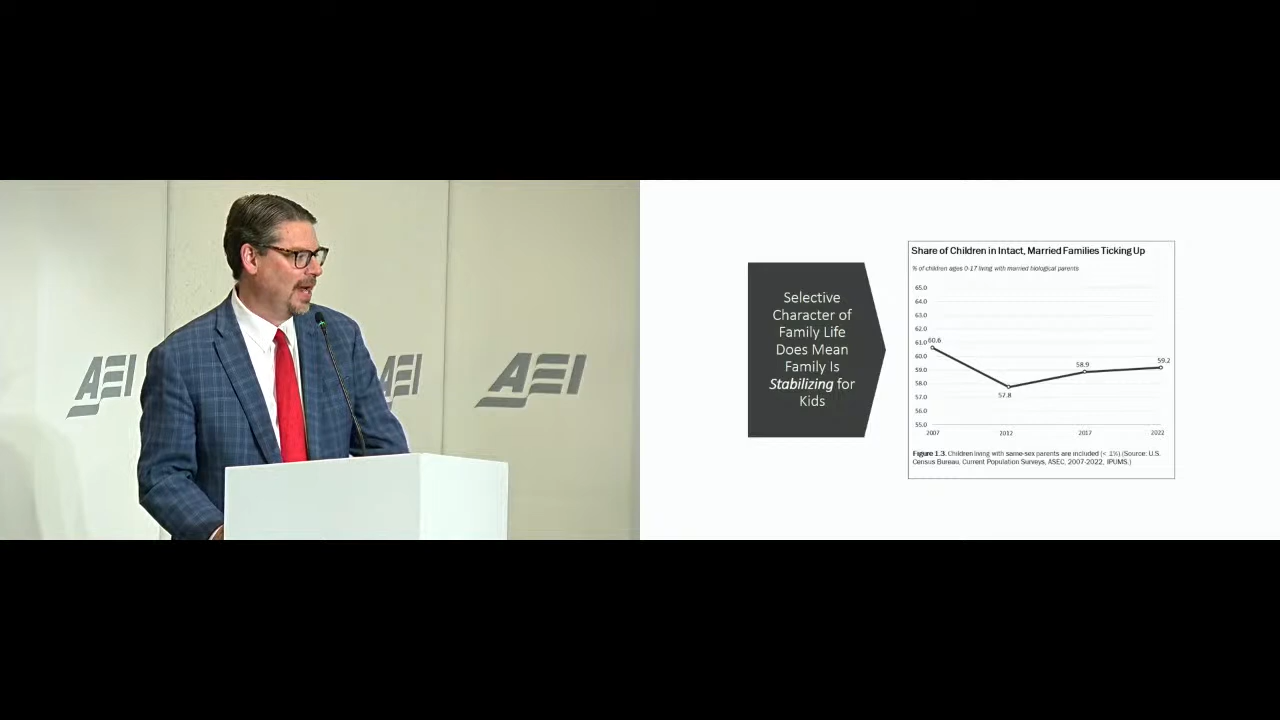 AEI
AEI
AEI
Selective
Character of
Family Life
Does Mean
Family Is
Stabilizing for
Kids
Share of Children in Intact, Married Families Ticking Up
% of children ages 0-17 living with married biological parents
65.0
64.0
63.0
62.0
61.0
60.0
59.0
58.0
57.0
56.0
55.0
60.6
57.8
58.9
59.2
2007
2012
2017
2022
Figure 1.3. Children living with same-sex parents are included (< .1%) (Source: U.S.
Census Bureau, Current Population Surveys, ASEC, 2007-2022, IPUMS.)